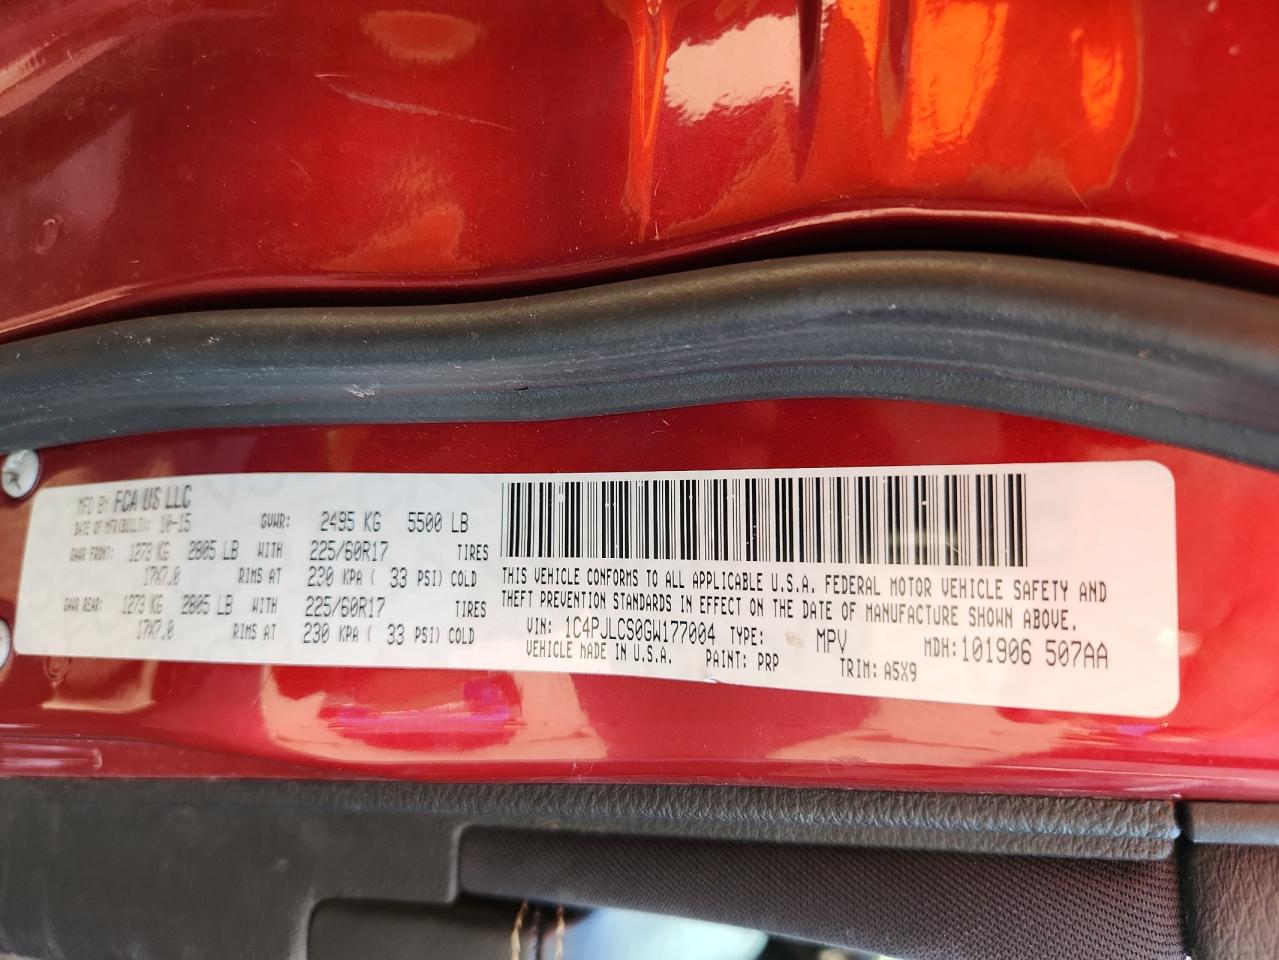 MFD BY FCA US LLC
DATE OF MFR(BUILT): 10-15 GVWR: 2495 KG 5500 LB
GAWR FRONT: 1273 KG 2805 LB WITH 225/60R17 TIRES
17X7.0 RIMS AT 230 KPA ( 33 PSI) COLD
GAWR REAR: 1273 KG 2805 LB WITH 225/60R17 TIRES
17X7.0 RIMS AT 230 KPA ( 33 PSI) COLD
THIS VEHICLE CONFORMS TO ALL APPLICABLE U.S.A. FEDERAL MOTOR VEHICLE SAFETY AND
THEFT PREVENTION STANDARDS IN EFFECT ON THE DATE OF MANUFACTURE SHOWN ABOVE.
VIN: 1C4PJLCS0GW177004 TYPE: MPV MDH:101906 507AA
VEHICLE MADE IN U.S.A. PAINT: PRP TRIM: A5X9